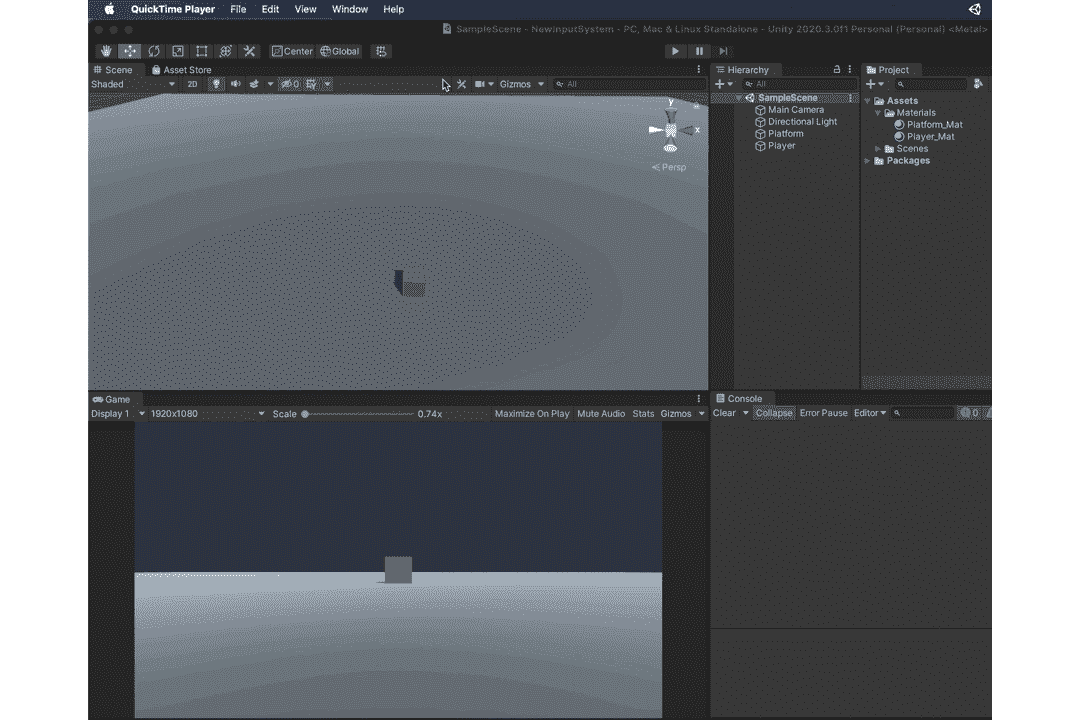 QuickTime Player File Edit View Window Help
SampleScene - NewInputSystem - PC, Mac & Linux Standalone - Unity 2020.3.01f1 Personal (Personal) <Metal>
Center Global
Scene Asset Store
Shaded 2D 0 Gizmos All
y
x
Persp
Hierarchy
All
SampleScene
Main Camera
Directional Light
Platform
Player
Project
Assets
Materials
Platform_Mat
Player_Mat
Scenes
Packages
Game
Display 1 1920x1080 Scale 0.74x Maximize On Play Mute Audio Stats Gizmos
Console
Clear Collapse Error Pause Editor 0